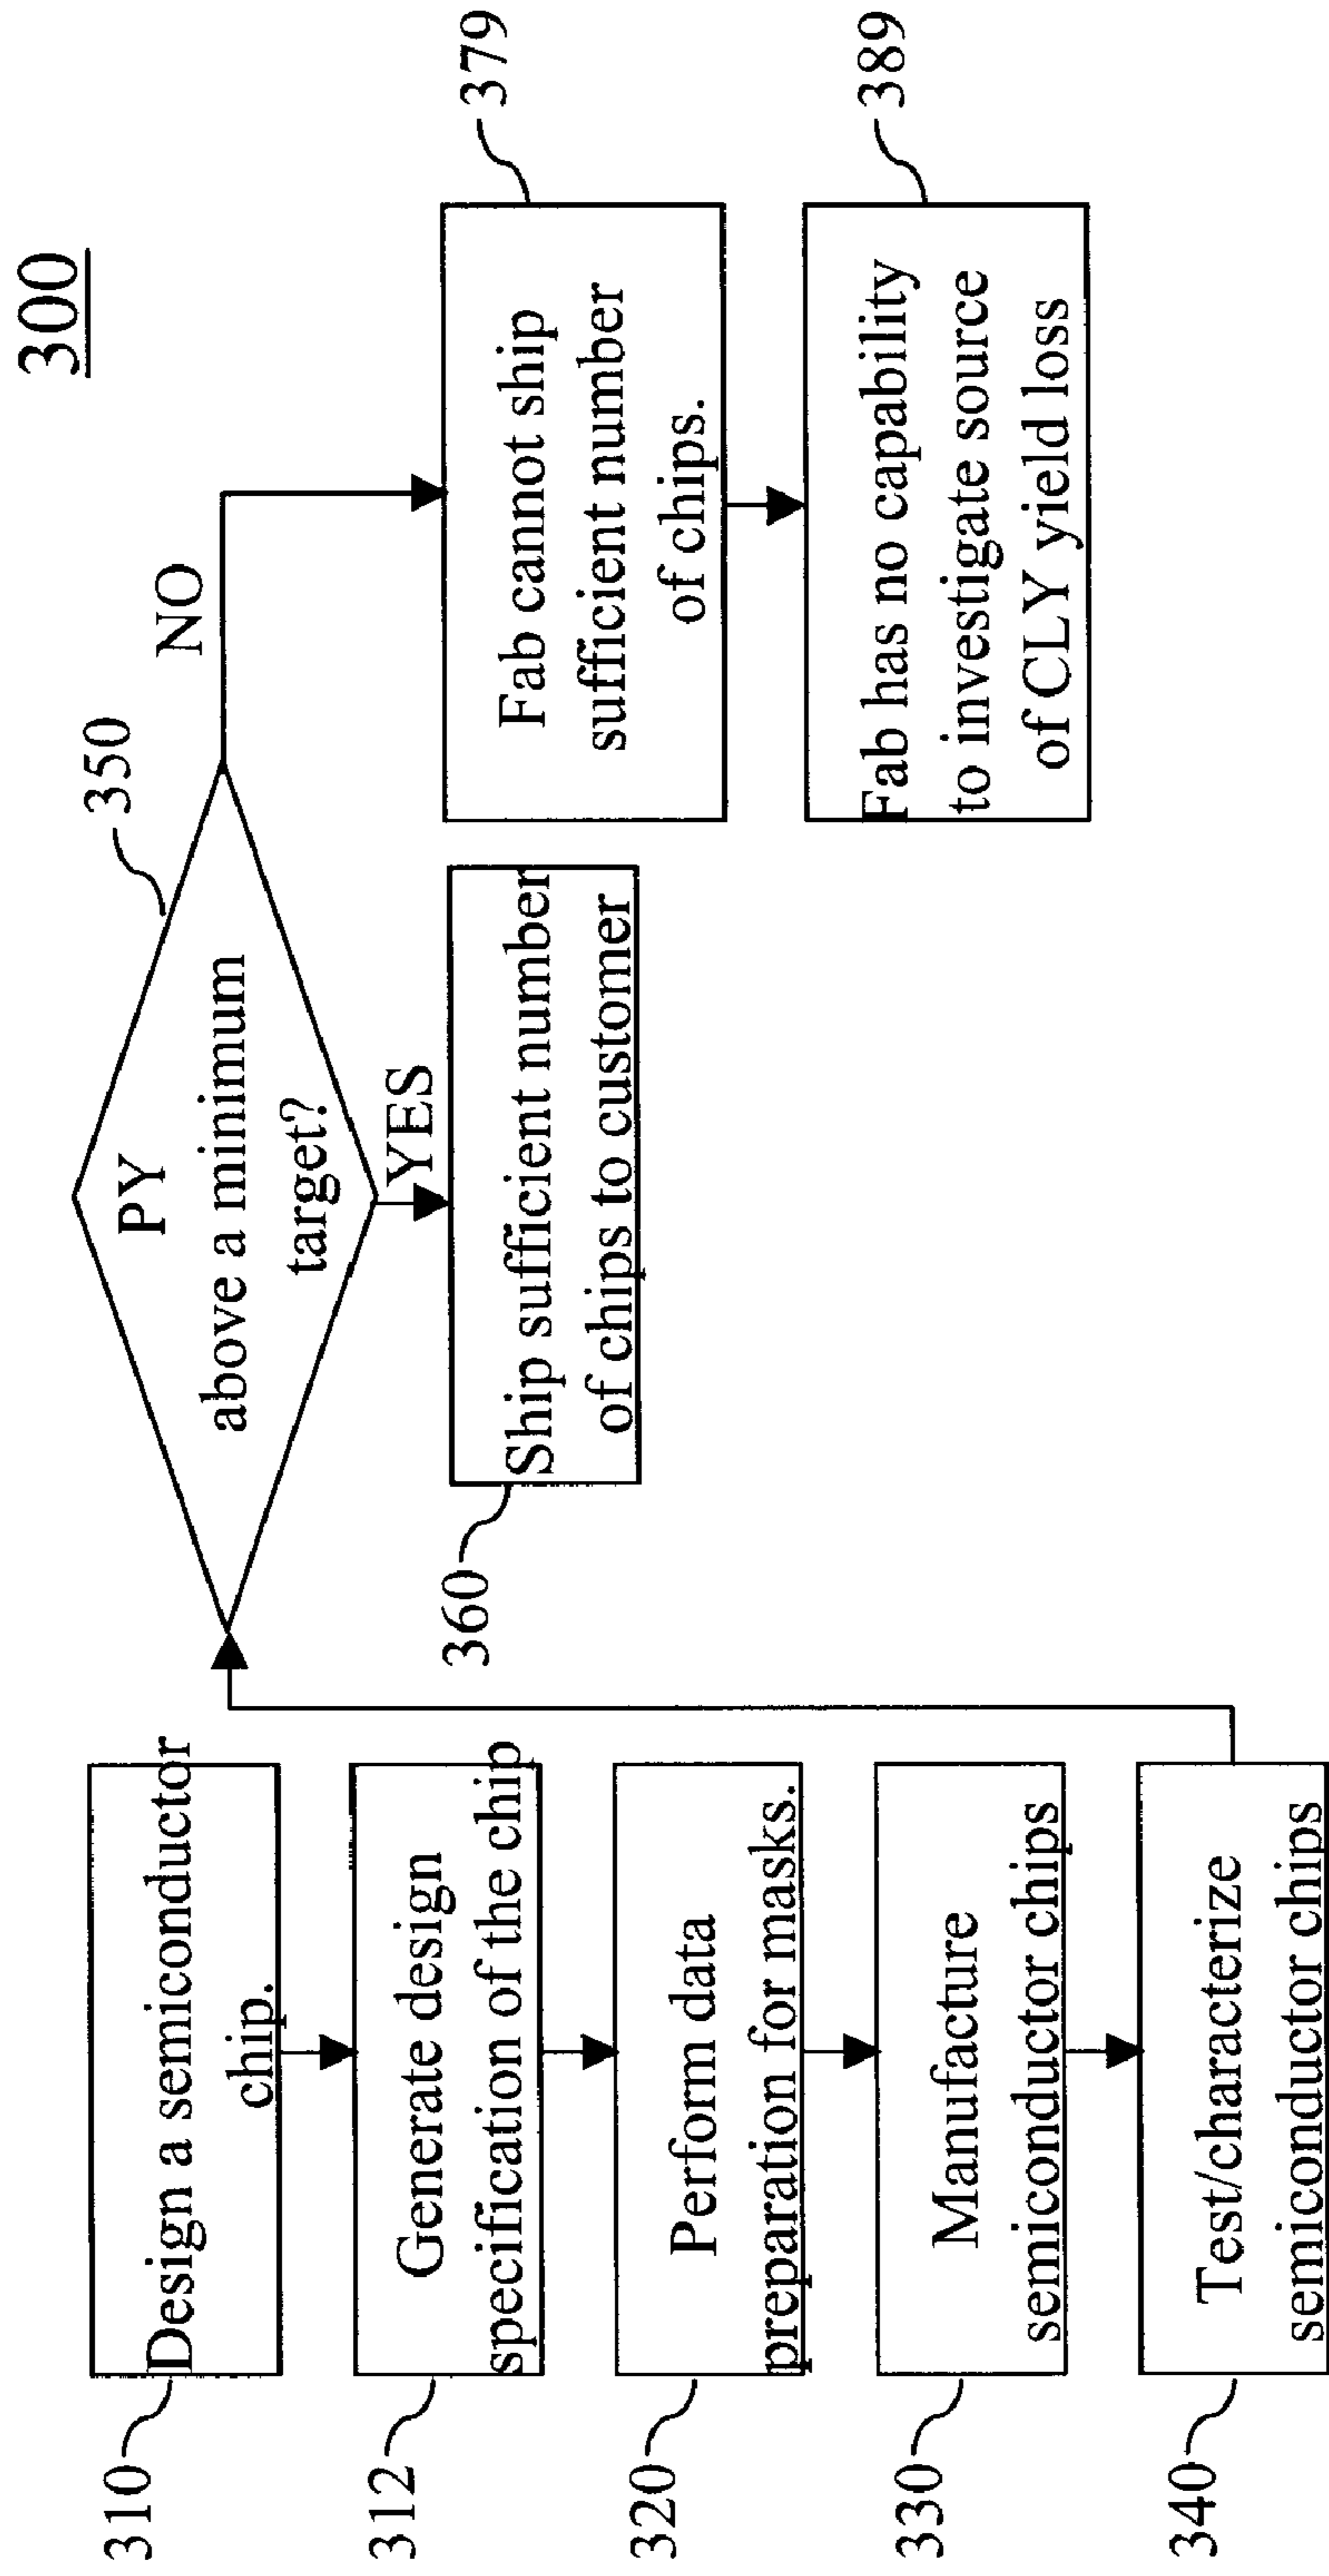 300
310
Design a semiconductor
chip.
312
Generate design
specification of the chip
320
Perform data
preparation for masks.
330
Manufacture
semiconductor chips
340
Test/characterize
semiconductor chips
350
PY
above a minimum
target?
YES
NO
360
Ship sufficient number
of chips to customer
379
Fab cannot ship
sufficient number
of chips.
389
Fab has no capability
to investigate source
of CLY yield loss